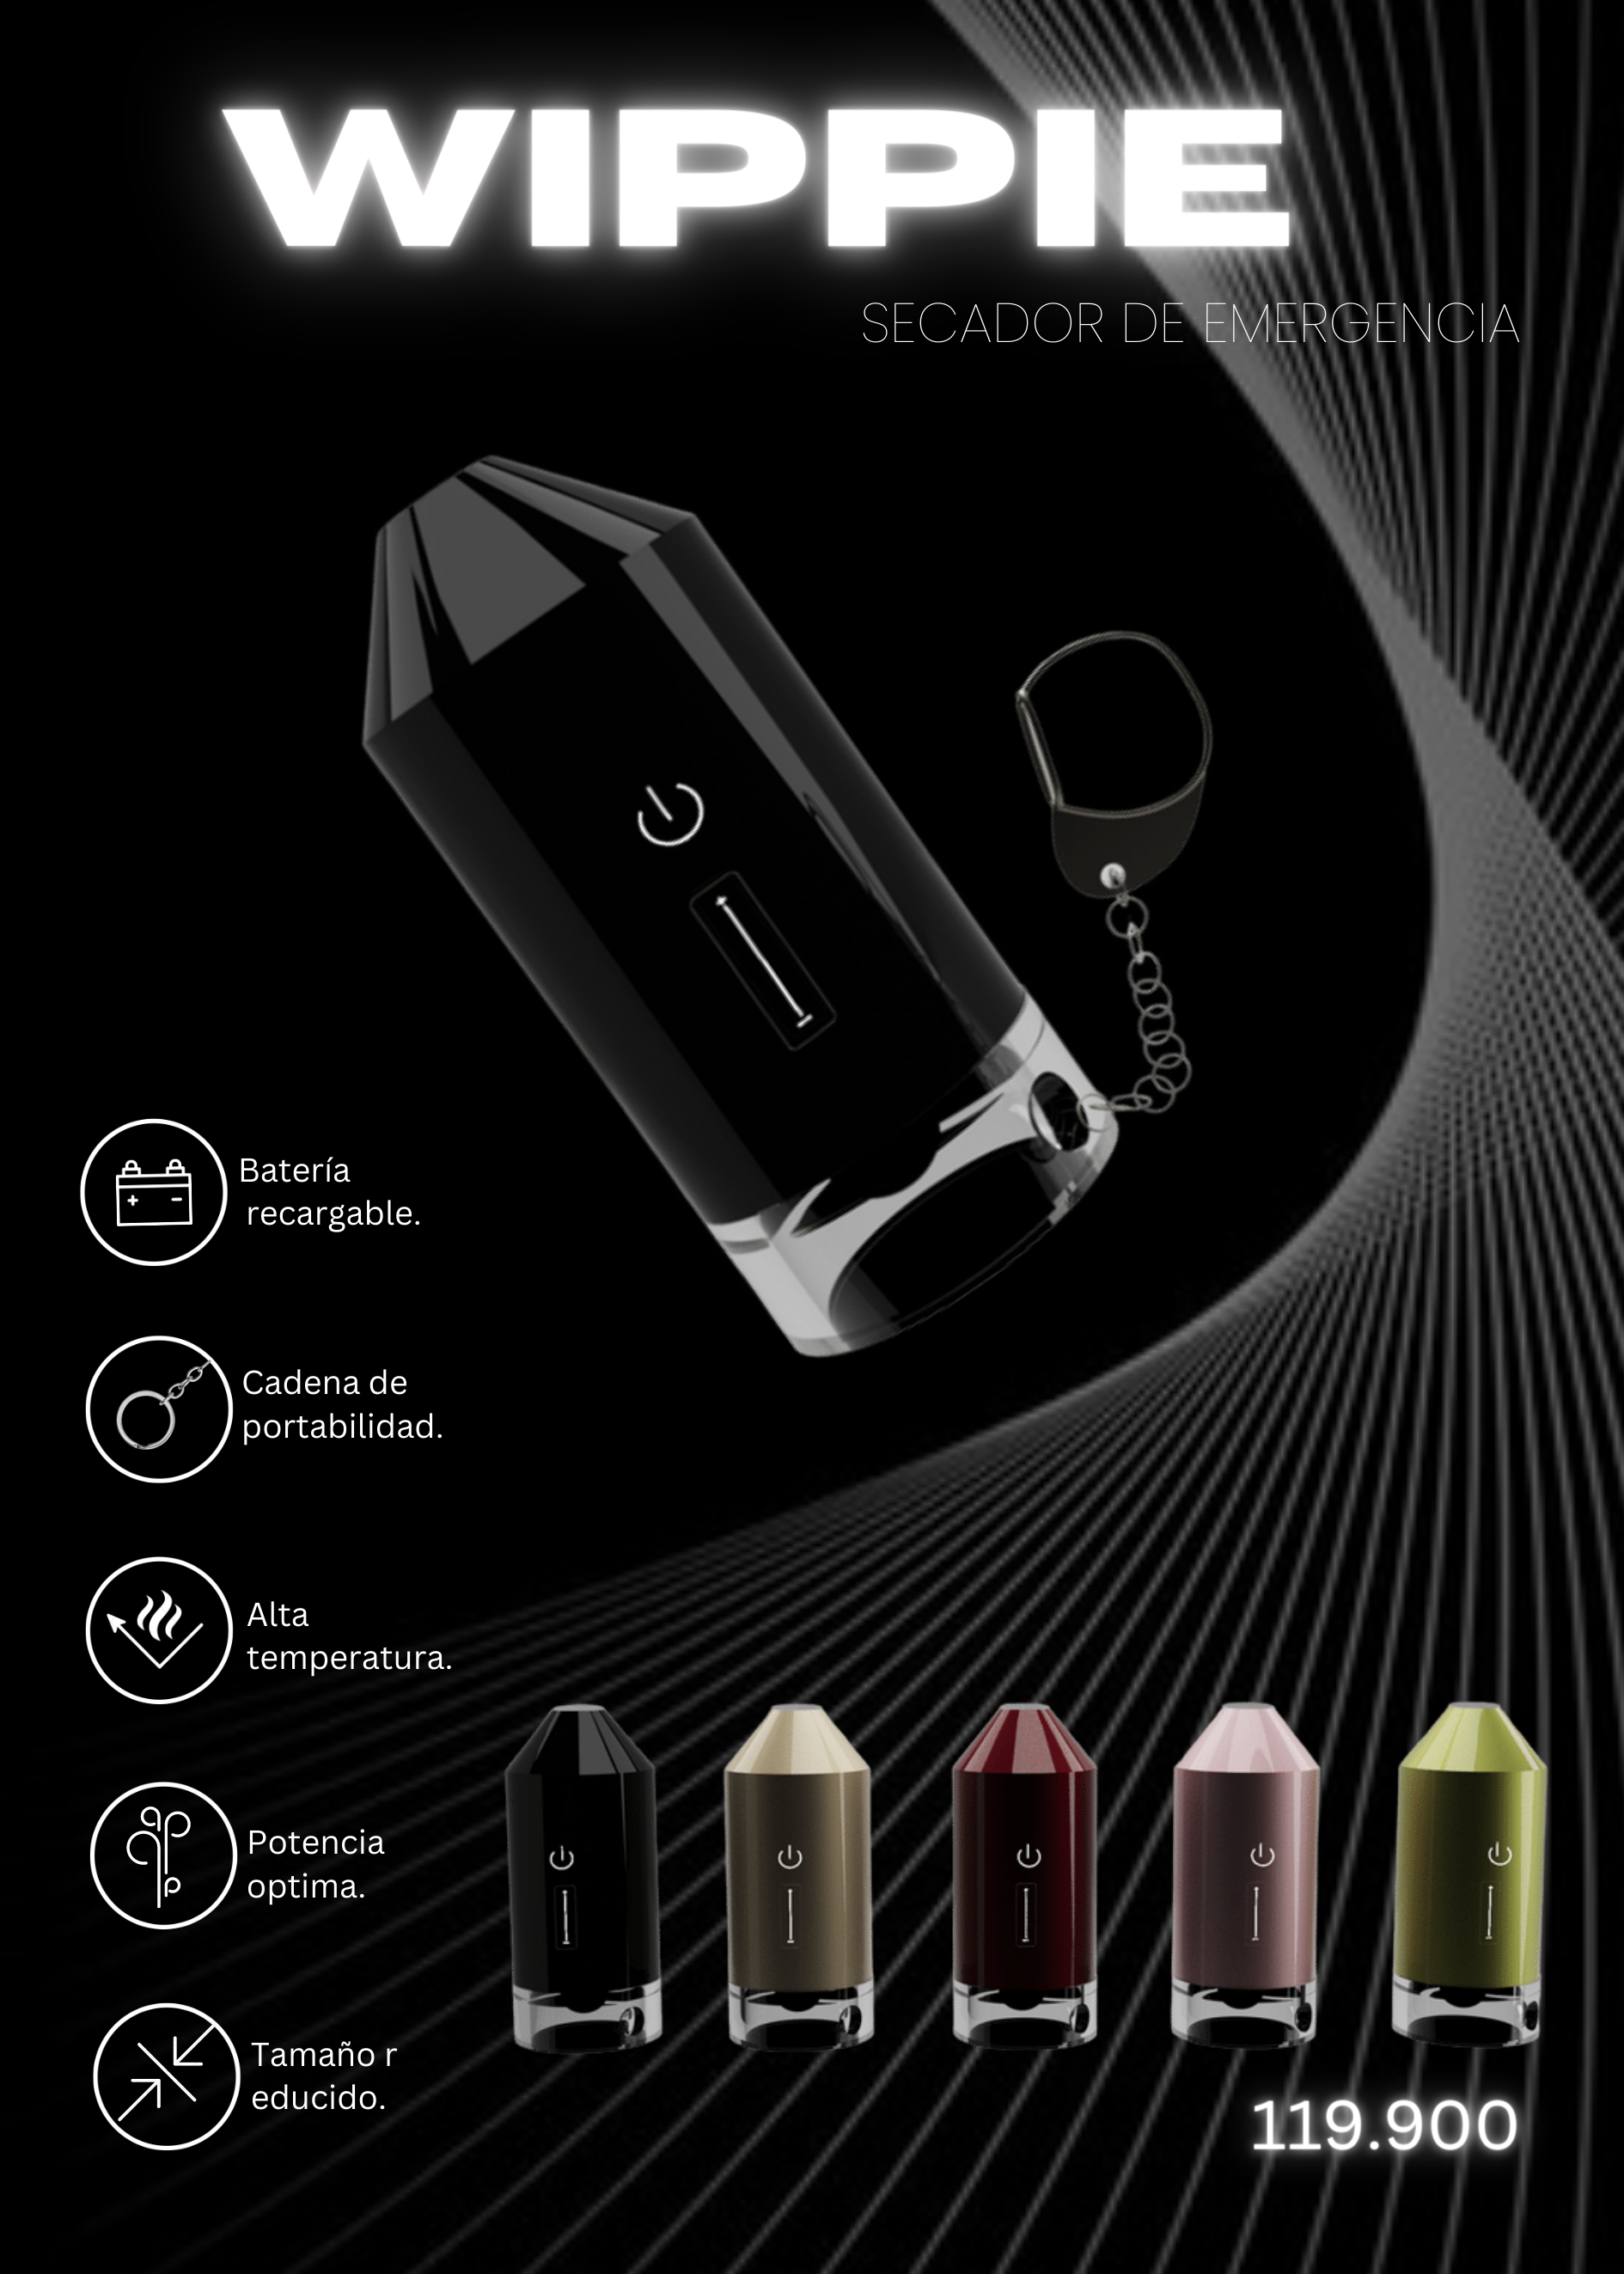 WIPPIE
SECADOR DE EMERGENCIA
Batería
recargable.
Cadena de
portabilidad.
Alta
temperatura.
Potencia
optima.
Tamaño r
educido.
119.900